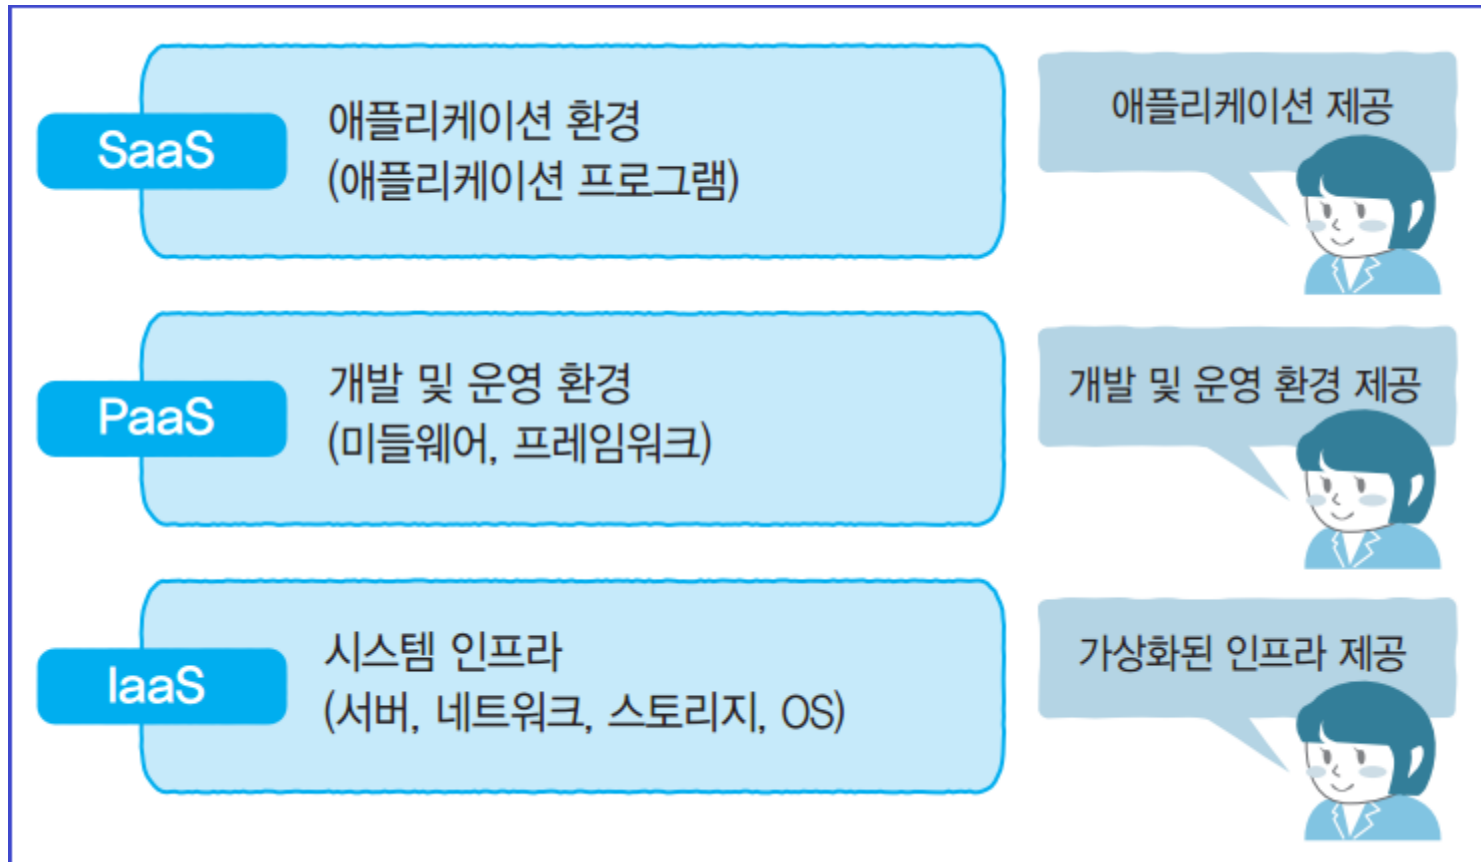 SaaS
애플리케이션 환경
(애플리케이션 프로그램)
애플리케이션 제공
PaaS
개발 및 운영 환경
(미들웨어, 프레임워크)
개발 및 운영 환경 제공
IaaS
시스템 인프라
(서버, 네트워크, 스토리지, OS)
가상화된 인프라 제공